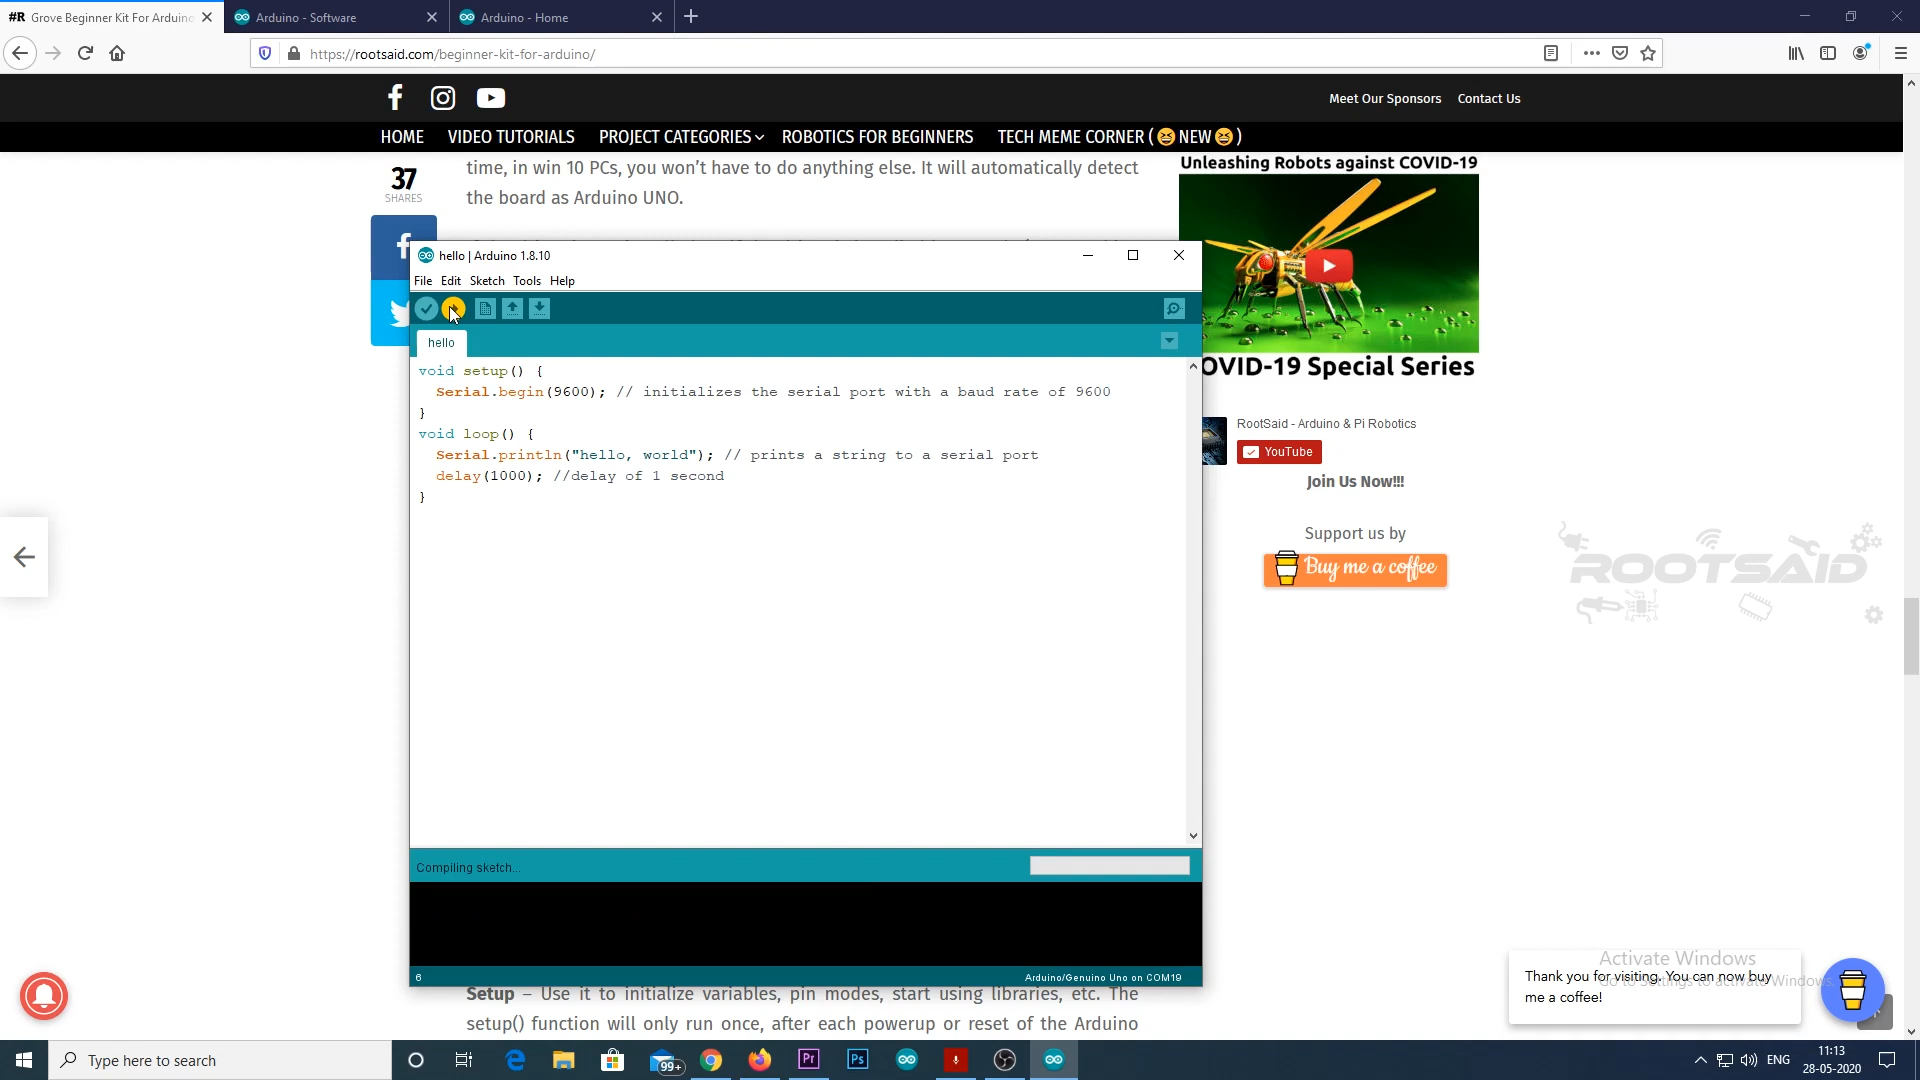 #R Grove Beginner Kit For Arduino
Arduino - Software
Arduino - Home
https://rootsaid.com/beginner-kit-for-arduino/
Meet Our Sponsors
Contact Us
HOME
VIDEO TUTORIALS
PROJECT CATEGORIES
ROBOTICS FOR BEGINNERS
TECH MEME CORNER (😆NEW😆)
37
SHARES
time, in win 10 PCs, you won’t have to do anything else. It will automatically detect
the board as Arduino UNO.
Unleashing Robots against COVID-19
OVID-19 Special Series
hello | Arduino 1.8.10
File Edit Sketch Tools Help
hello
void setup() {
Serial.begin(9600); // initializes the serial port with a baud rate of 9600
}
void loop() {
Serial.println("hello, world"); // prints a string to a serial port
delay(1000); //delay of 1 second
}
Compiling sketch...
6
Arduino/Genuino Uno on COM19
RootSaid - Arduino & Pi Robotics
YouTube
Join Us Now!!!
Support us by
Buy me a coffee
ROOTSAID
Setup – Use it to initialize variables, pin modes, start using libraries, etc. The
setup() function will only run once, after each powerup or reset of the Arduino
Activate Windows
Go to Settings to activate Windows.
Thank you for visiting. You can now buy
me a coffee!
Type here to search
99+
Pr
Ps
ENG
11:13
28-05-2020